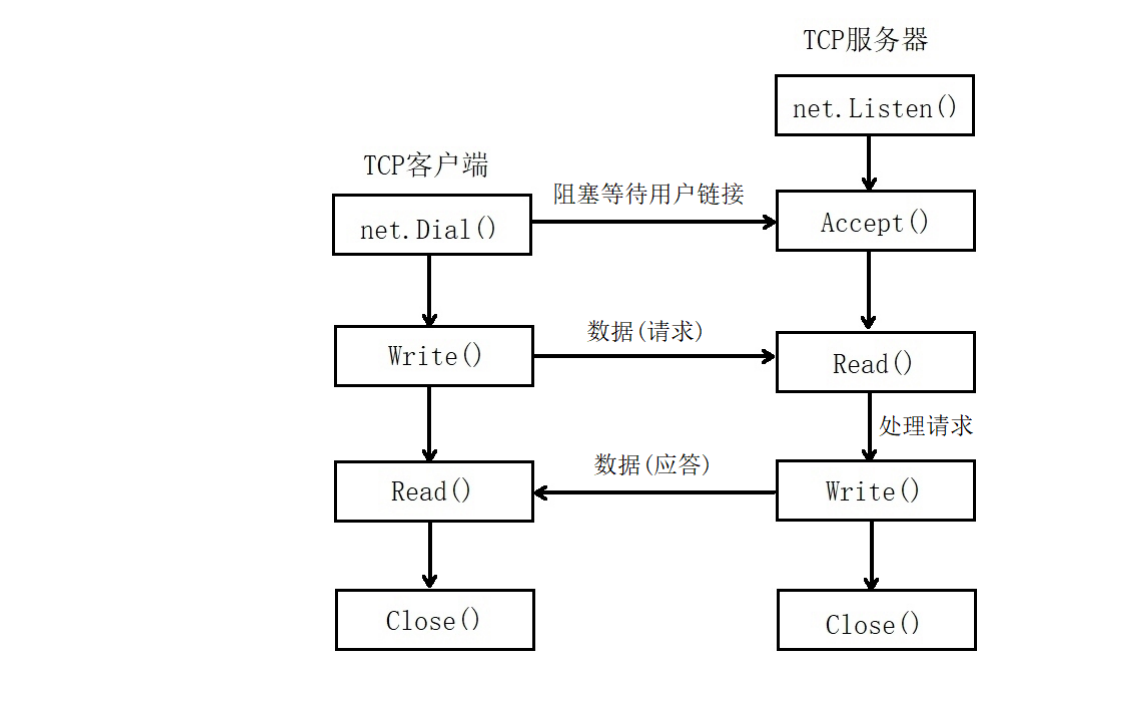 TCP服务器
net.Listen()
TCP客户端
阻塞等待用户链接
net.Dial()
Accept()
数据(请求)
Write()
Read()
处理请求
数据(应答)
Read()
Write()
Close()
Close()